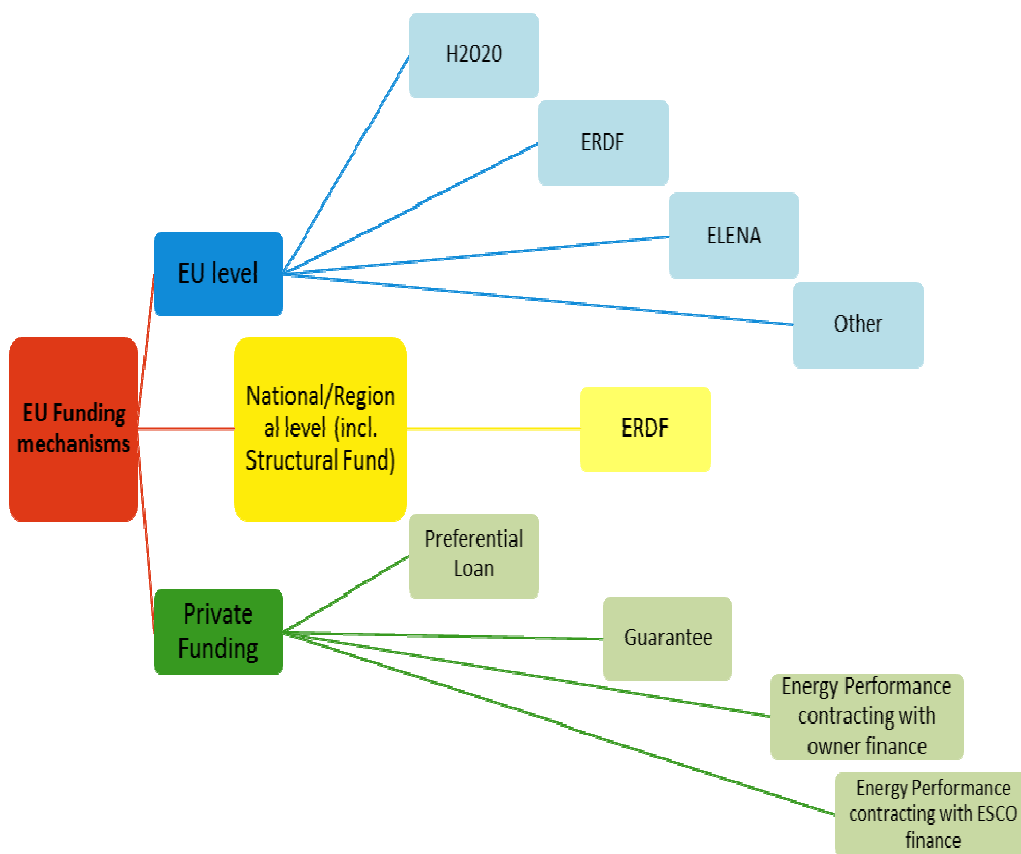 H2020
ERDF
ELENA
EU level
Other
EU Funding
mechanisms
National/Region
al level (incl.
Structural Fund)
ERDF
Preferential
Loan
Private
Funding
Guarantee
Energy Performance
contracting with
owner finance
Energy Performance
contracting with ESCO
finance